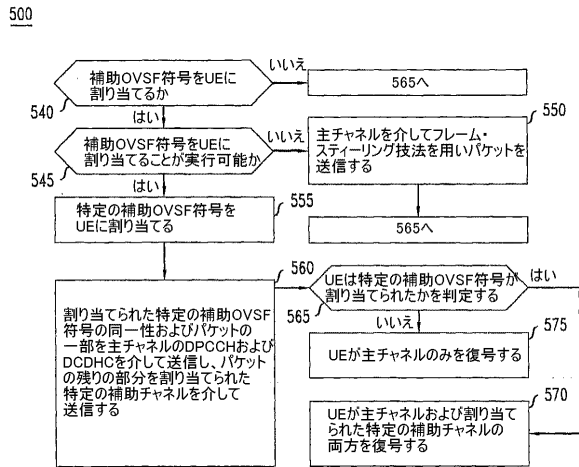 500
補助OVSF符号をUEに
割り当てるか
いいえ
565へ
540
はい
補助OVSF符号をUEに
割り当てることが実行可能か
いいえ
550
主チャネルを介してフレーム・
スティーリング技法を用いパケットを
送信する
545
はい
555
特定の補助OVSF符号を
UEに割り当てる
565へ
560
割り当てられた特定の補助OVSF
符号の同一性およびパケットの
一部を主チャネルのDPCCHおよび
DCDHCを介して送信し、パケット
の残りの部分を割り当てられた
特定の補助チャネルを介して
送信する
UEは特定の補助OVSF符号が
割り当てられたかを判定する
はい
565
いいえ
575
UEが主チャネルのみを復号する
570
UEが主チャネルおよび割り当て
られた特定の補助チャネルの
両方を復号する